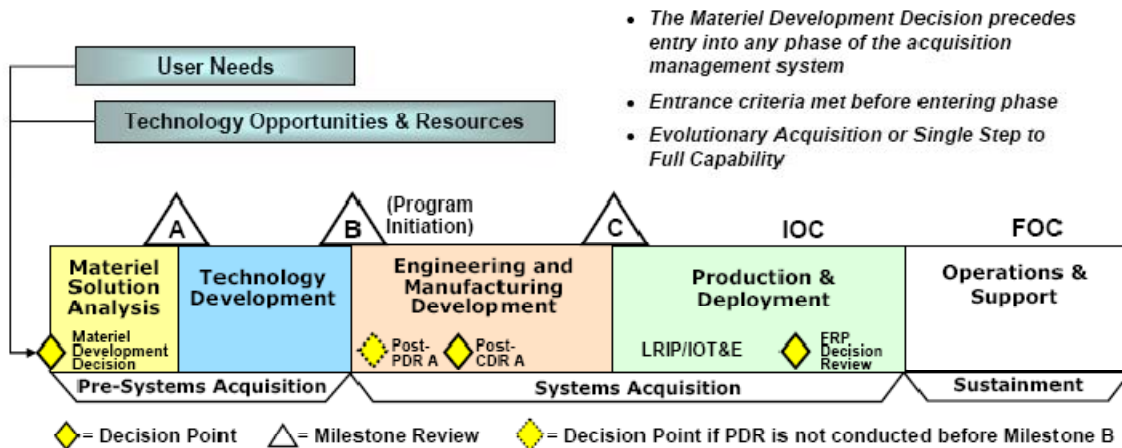 • The Materiel Development Decision precedes
entry into any phase of the acquisition
management system
• Entrance criteria met before entering phase
• Evolutionary Acquisition or Single Step to
Full Capability
User Needs
Technology Opportunities & Resources
A
B
(Program
Initiation)
C
IOC
FOC
Materiel
Solution
Analysis
Technology
Development
Engineering and
Manufacturing
Development
Production &
Deployment
Operations &
Support
Materiel
Development
Decision
Post-
PDR A
Post-
CDR A
LRIP/IOT&E
ERP
Decision
Review
Pre-Systems Acquisition
Systems Acquisition
Sustainment
= Decision Point
= Milestone Review
= Decision Point if PDR is not conducted before Milestone B